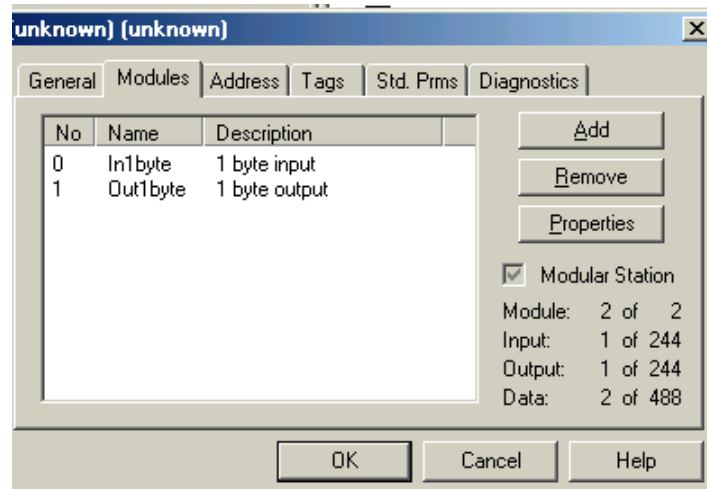 (unknown) (unknown)
General Modules Address Tags Std. Prms Diagnostics
No Name Description
0 In1byte 1 byte input
1 Out1byte 1 byte output
Add
Remove
Properties
Modular Station
Module: 2 of 2
Input: 1 of 244
Output: 1 of 244
Data: 2 of 488
OK Cancel Help